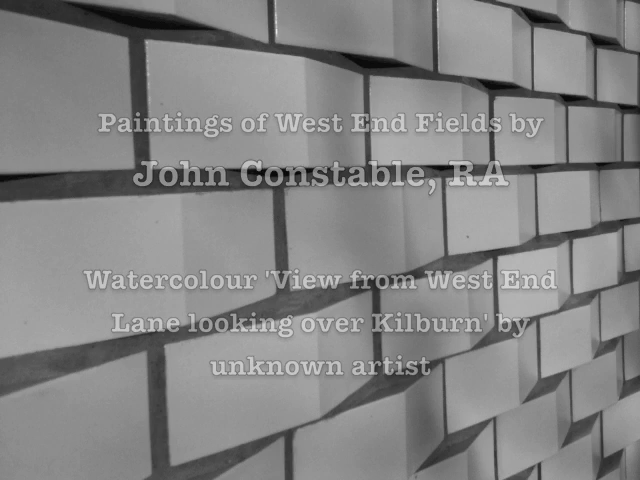 Paintings of West End Fields by
John Constable, RA
Watercolour 'View from West End
Lane looking over Kilburn' by
unknown artist